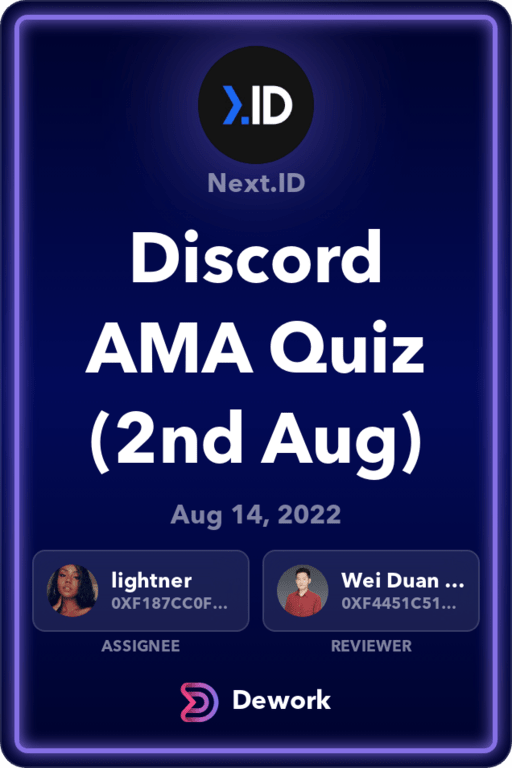 .ID
Next.ID
Discord
AMA Quiz
(2nd Aug)
Aug 14, 2022
lightner
0XF187CC0F...
Wei Duan ...
0XF4451C51...
ASSIGNEE
REVIEWER
Dework